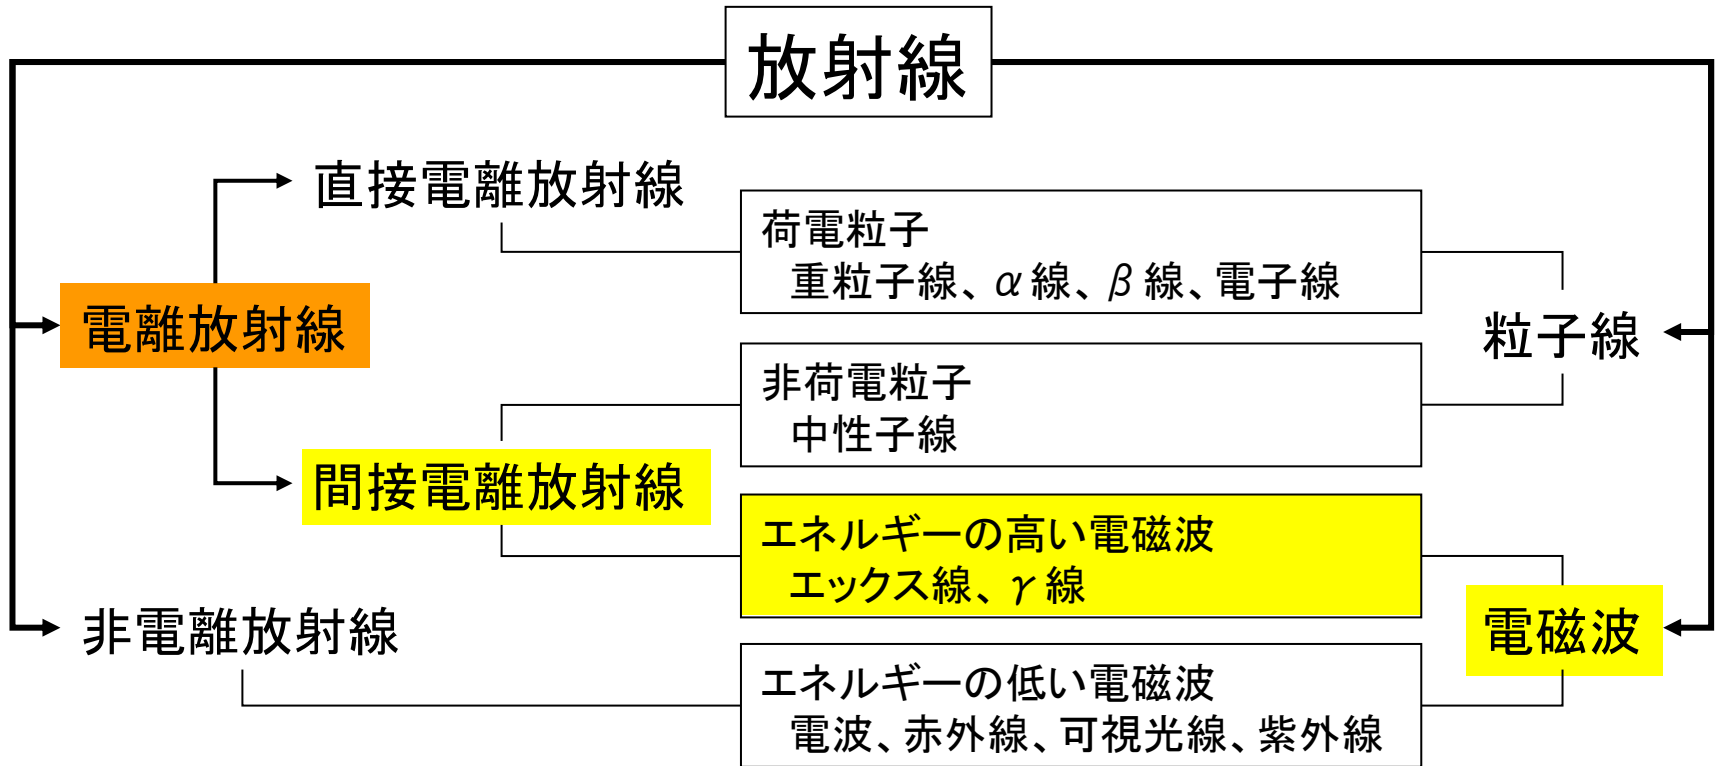 放射線
直接電離放射線
荷電粒子
重粒子線、α線、β線、電子線
電離放射線
粒子線
非荷電粒子
中性子線
間接電離放射線
エネルギーの高い電磁波
エックス線、γ線
非電離放射線
電磁波
エネルギーの低い電磁波
電波、赤外線、可視光線、紫外線